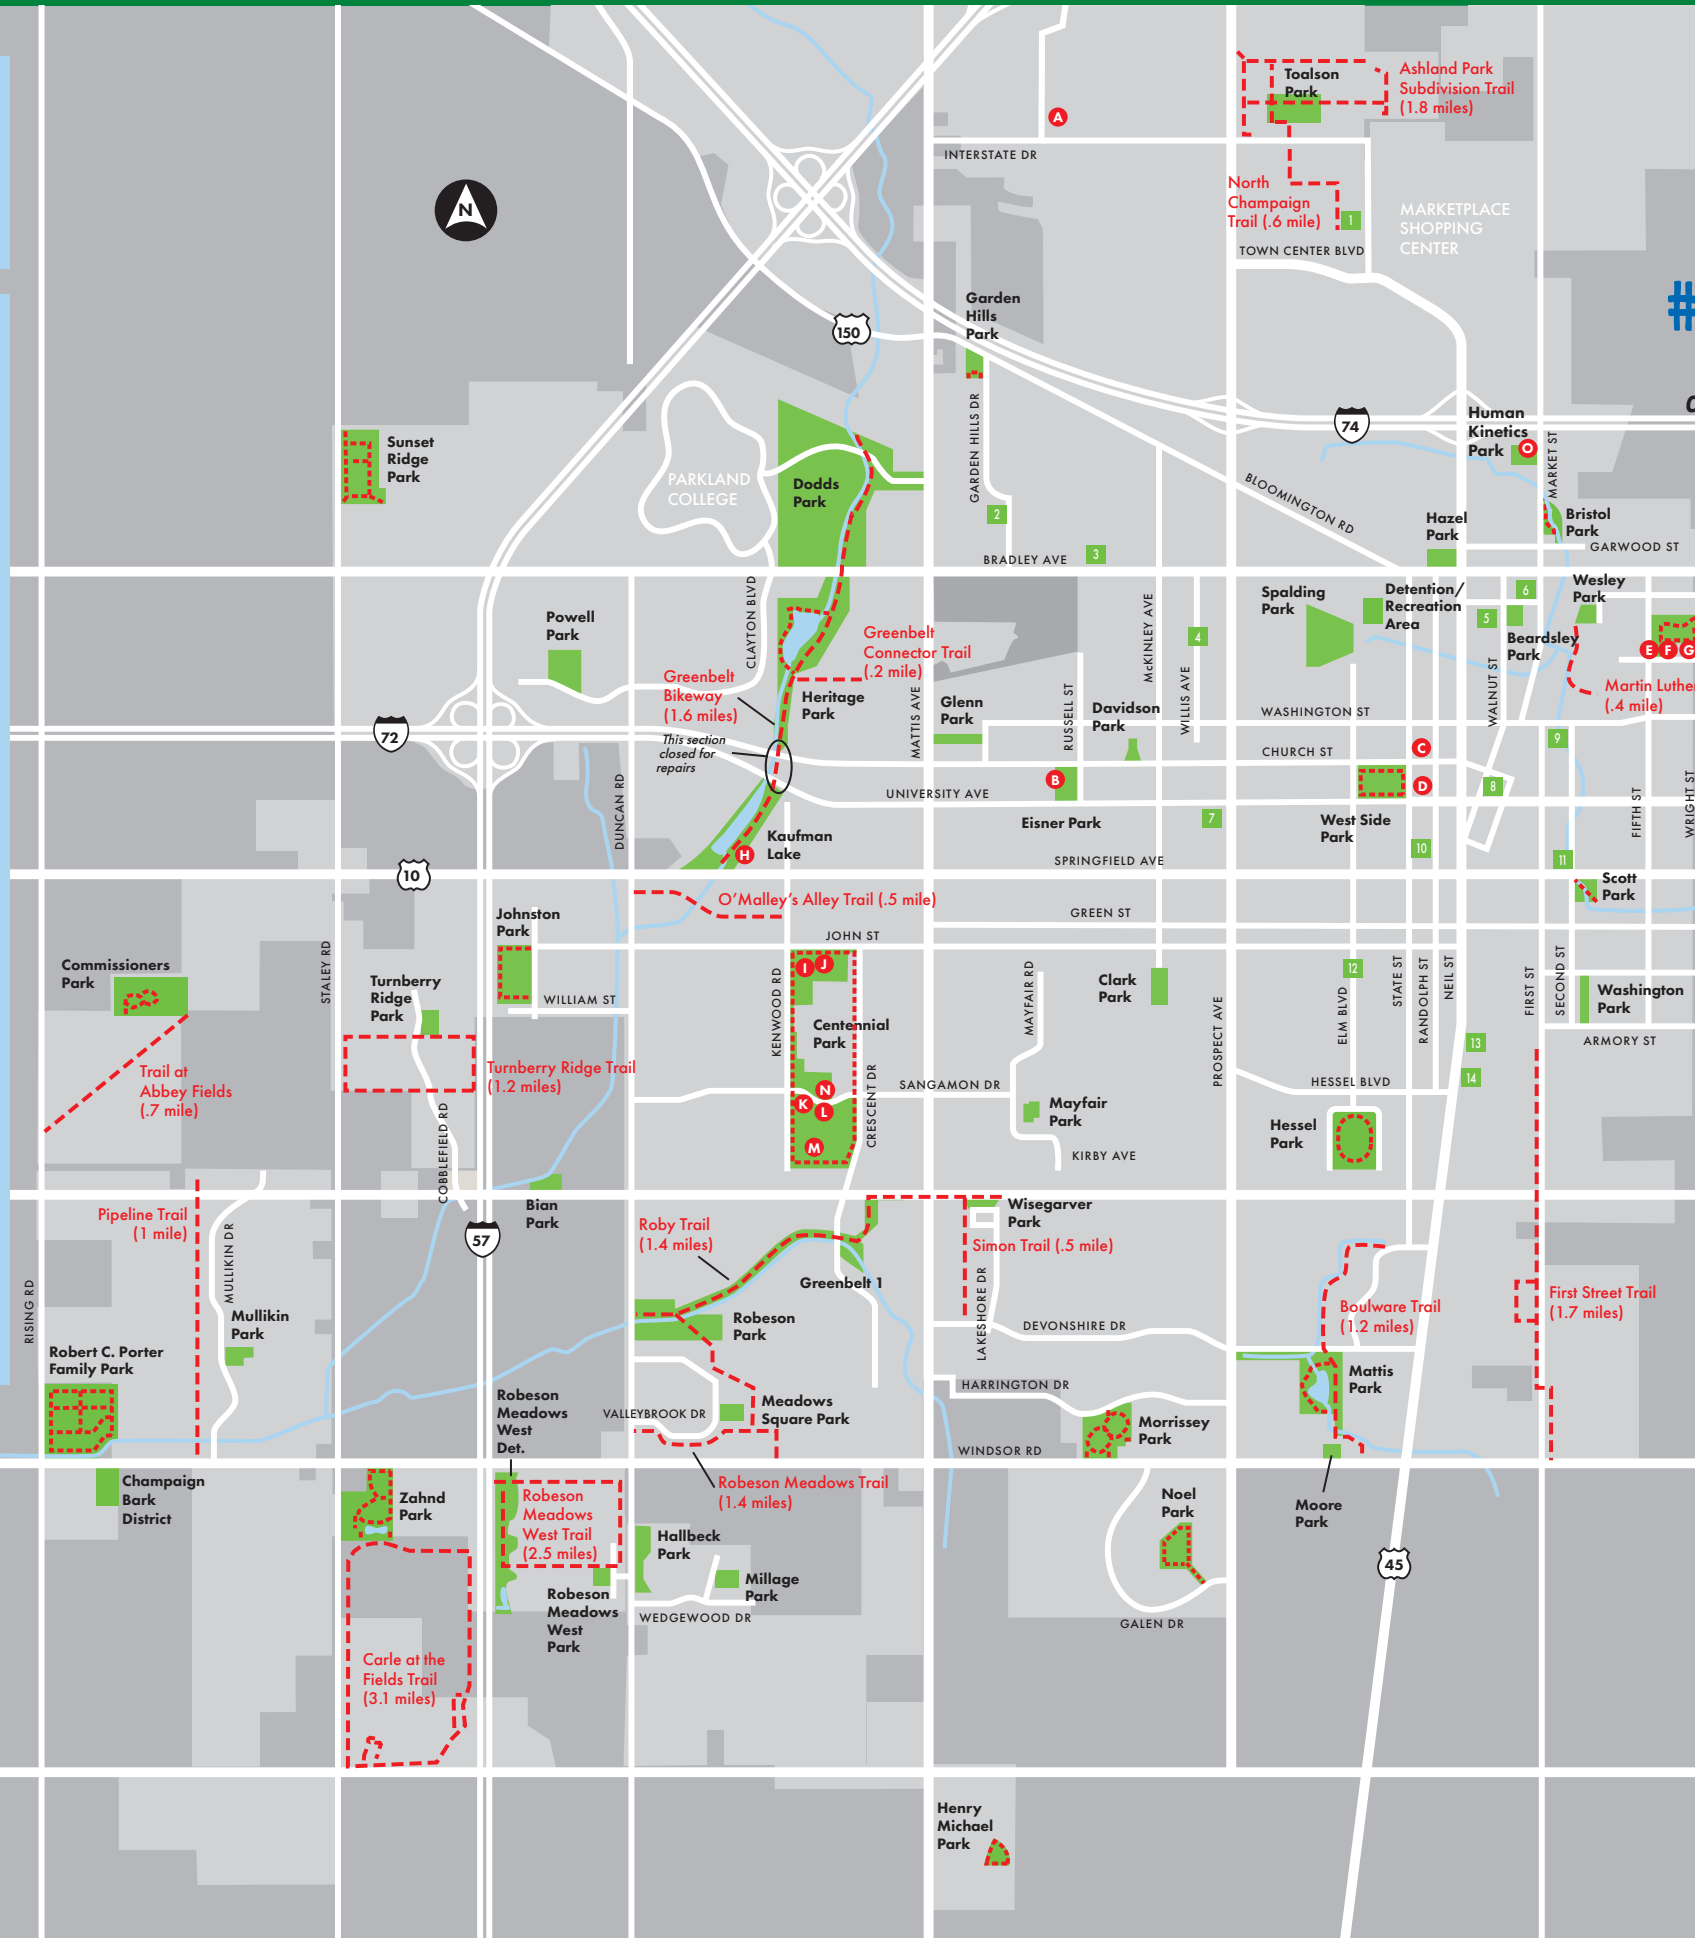 Toalson
Park
Ashland Park
Subdivision Trail
(1.8 miles)
A
INTERSTATE DR
North
Champaign
Trail (.6 mile)
1
MARKETPLACE
SHOPPING
CENTER
TOWN CENTER BLVD
N
#
150
Garden
Hills
Park
GARDEN HILLS DR
74
Human
Kinetics
Park
O
MARKET ST
Sunset
Ridge
Park
PARKLAND
COLLEGE
Dodds
Park
2
BLOOMINGTON RD
Hazel
Park
Bristol
Park
GARWOOD ST
BRADLEY AVE
3
Powell
Park
CLAYTON BLVD
Greenbelt
Connector Trail
(.2 mile)
Greenbelt
Bikeway
(1.6 miles)
Heritage
Park
This section
closed for
repairs
MATTIS AVE
Glenn
Park
RUSSELL ST
Davidson
Park
McKINLEY AVE
4
WILLIS AVE
Spalding
Park
Detention/
Recreation
Area
5
6
Beardsley
Park
Wesley
Park
E
F
G
WALNUT ST
Martin Luther
(.4 mile)
WASHINGTON ST
CHURCH ST
C
9
72
DUNCAN RD
UNIVERSITY AVE
B
Eisner Park
7
West Side
Park
D
8
10
FIFTH ST
WRIGHT ST
Kaufman
Lake
H
SPRINGFIELD AVE
11
Scott
Park
10
O'Malley's Alley Trail (.5 mile)
GREEN ST
Johnston
Park
JOHN ST
Commissioners
Park
STALEY RD
Turnberry
Ridge
Park
WILLIAM ST
KENWOOD RD
I
J
Centennial
Park
MAYFAIR RD
Clark
Park
PROSPECT AVE
12
ELM BLVD
STATE ST
RANDOLPH ST
NEIL ST
FIRST ST
SECOND ST
Washington
Park
ARMORY ST
13
14
Trail at
Abbey Fields
(.7 mile)
Turnberry Ridge Trail
(1.2 miles)
COBBLEFIELD RD
N
K
L
M
CRESCENT DR
SANGAMON DR
Mayfair
Park
KIRBY AVE
HESSEL BLVD
Hessel
Park
Pipeline Trail
(1 mile)
MULLIKIN DR
57
Bian
Park
Roby Trail
(1.4 miles)
Greenbelt 1
Wisegarver
Park
Simon Trail (.5 mile)
LAKESHORE DR
DEVONSHIRE DR
Boulware Trail
(1.2 miles)
First Street Trail
(1.7 miles)
RISING RD
Mullikin
Park
Robeson
Park
Robert C. Porter
Family Park
HARRINGTON DR
Mattis
Park
Robeson
Meadows
West
Det.
VALLEYBROOK DR
Meadows
Square Park
Morrissey
Park
WINDSOR RD
Champaign
Bark
District
Zahnd
Park
Robeson
Meadows
West Trail
(2.5 miles)
Robeson Meadows Trail
(1.4 miles)
Noel
Park
Moore
Park
Hallbeck
Park
Millage
Park
45
Robeson
Meadows
West
Park
WEDGEWOOD DR
GALEN DR
Carle at the
Fields Trail
(3.1 miles)
Henry
Michael
Park